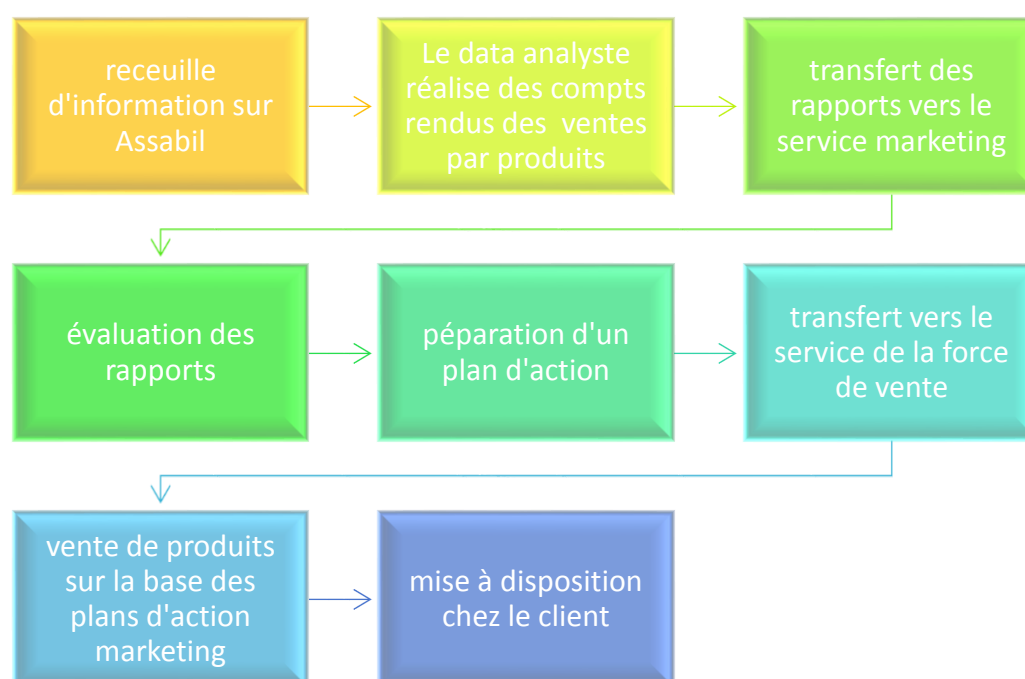 receuille
d'information sur
Assabil
Le data analyste
réalise des compts
rendus des ventes
par produits
transfert des
rapports vers le
service marketing
évaluation des
rapports
péparation d'un
plan d'action
transfert vers le
service de la force
de vente
vente de produits
sur la base des
plans d'action
marketing
mise à disposition
chez le client